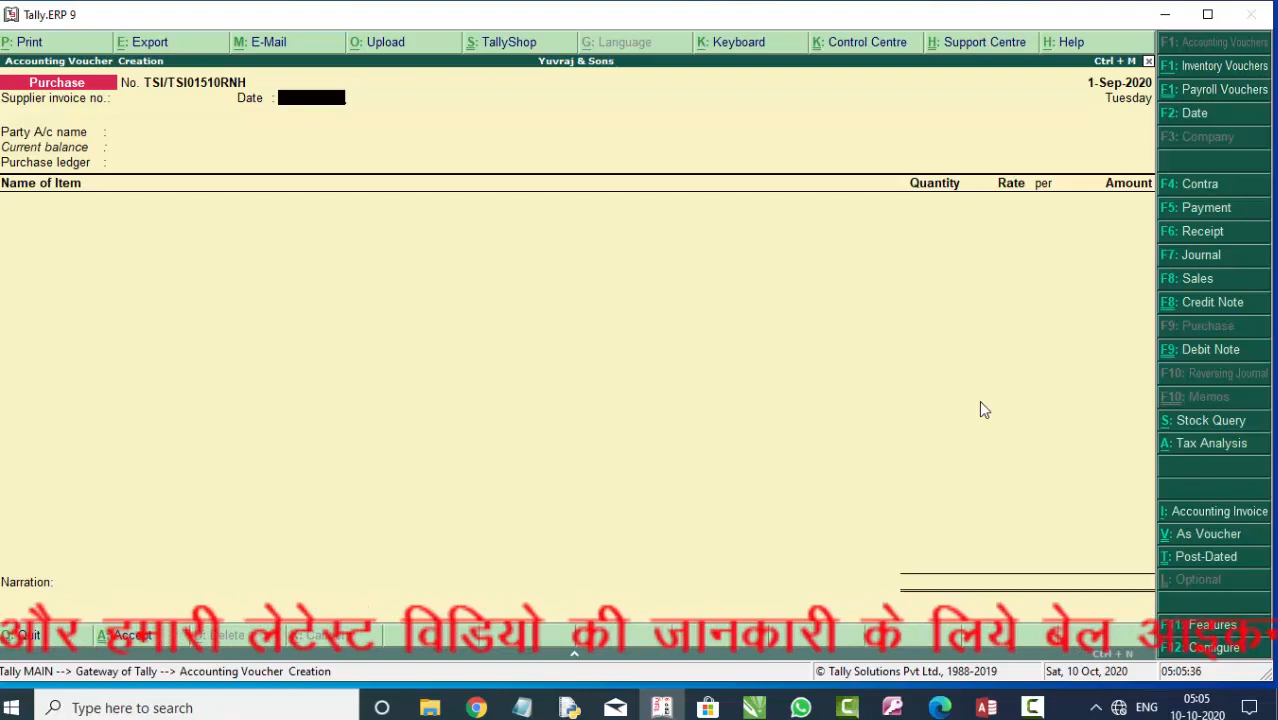 Tally.ERP 9
P: Print E: Export M: E-Mail O: Upload S: TallyShop G: Language K: Keyboard K: Control Centre H: Support Centre H: Help
Accounting Voucher Creation Yuvraj & Sons Ctrl + M
Purchase No. TSI/TSI01510RNH 1-Sep-2020
Supplier invoice no.: Date : Tuesday
Party A/c name :
Current balance :
Purchase ledger :
Name of Item Quantity Rate per Amount
Narration:
F1: Accounting Vouchers
F1: Inventory Vouchers
F1: Payroll Vouchers
F2: Date
F3: Company
F4: Contra
F5: Payment
F6: Receipt
F7: Journal
F8: Sales
F8: Credit Note
F9: Purchase
F9: Debit Note
F10: Reversing Journal
F10: Memos
S: Stock Query
A: Tax Analysis
I: Accounting Invoice
V: As Voucher
T: Post-Dated
L: Optional
F11: Features
F12: Configure
और हमारी लेटेस्ट विडियो की जानकारी के लिये बेल
Q: Quit A: Accept D: Delete
Ctrl + N
Tally MAIN --> Gateway of Tally --> Accounting Voucher Creation © Tally Solutions Pvt Ltd., 1988-2019 Sat, 10 Oct, 2020 05:05:36
Type here to search ENG 05:05
10-10-2020